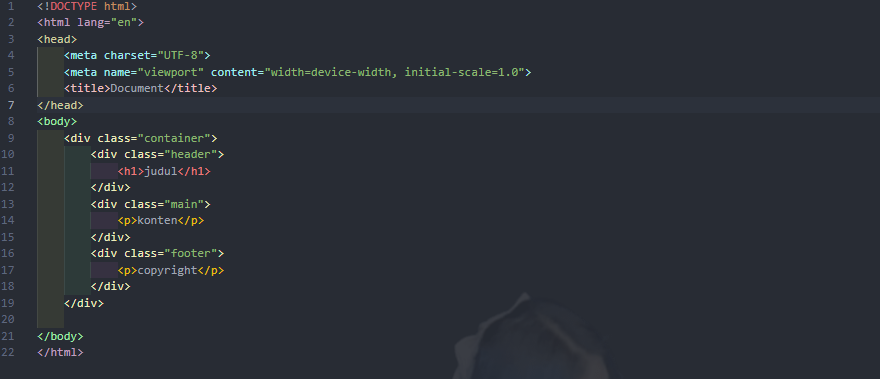 1 <!DOCTYPE html>
2 <html lang="en">
3 <head>
4     <meta charset="UTF-8">
5     <meta name="viewport" content="width=device-width, initial-scale=1.0">
6     <title>Document</title>
7 </head>
8 <body>
9     <div class="container">
10         <div class="header">
11             <h1>judul</h1>
12         </div>
13         <div class="main">
14             <p>konten</p>
15         </div>
16         <div class="footer">
17             <p>copyright</p>
18         </div>
19     </div>
20
21 </body>
22 </html>